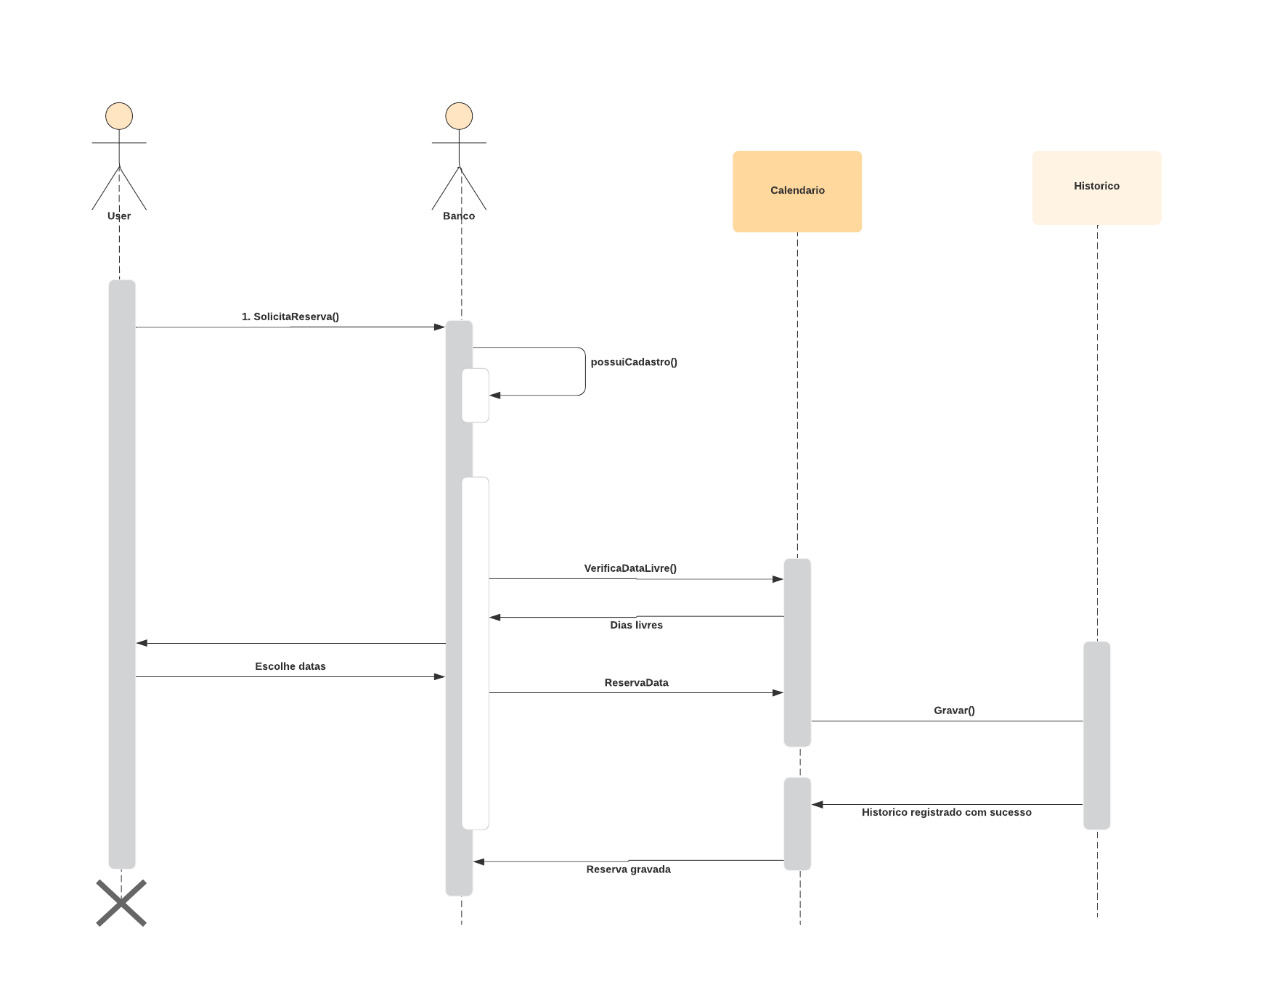 User
Banco
Calendario
Historico
1. SolicitaReserva()
possuiCadastro()
VerificaDataLivre()
Dias livres
Escolhe datas
ReservaData
Gravar()
Historico registrado com sucesso
Reserva gravada